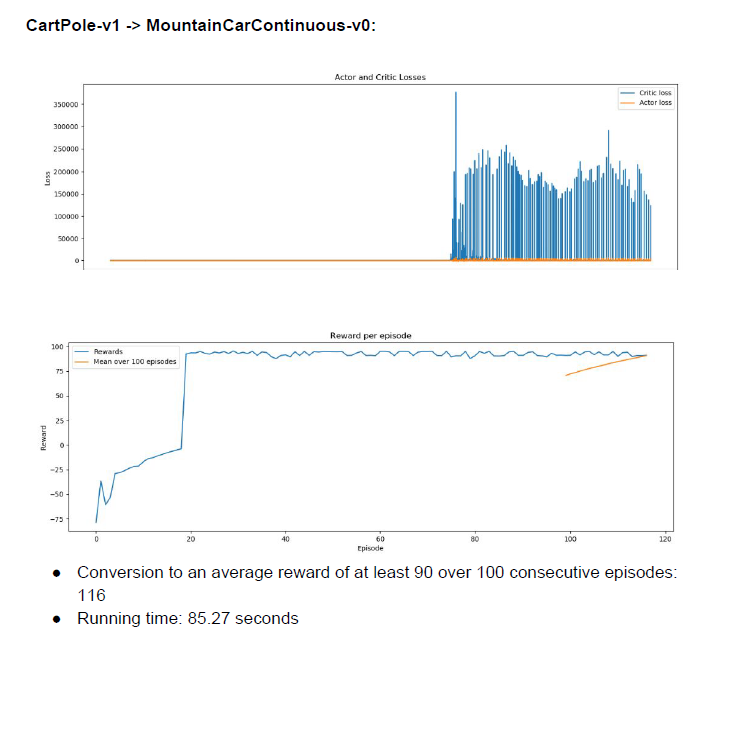 CartPole-v1 -> MountainCarContinuous-v0:
Actor and Critic Losses
Critic loss
Actor loss
Loss
350000
300000
250000
200000
150000
100000
50000
0
Reward per episode
Rewards
Mean over 100 episodes
Reward
100
75
50
25
0
−25
−50
−75
0 20 40 60 80 100 120
Episode
● Conversion to an average reward of at least 90 over 100 consecutive episodes:
116
● Running time: 85.27 seconds